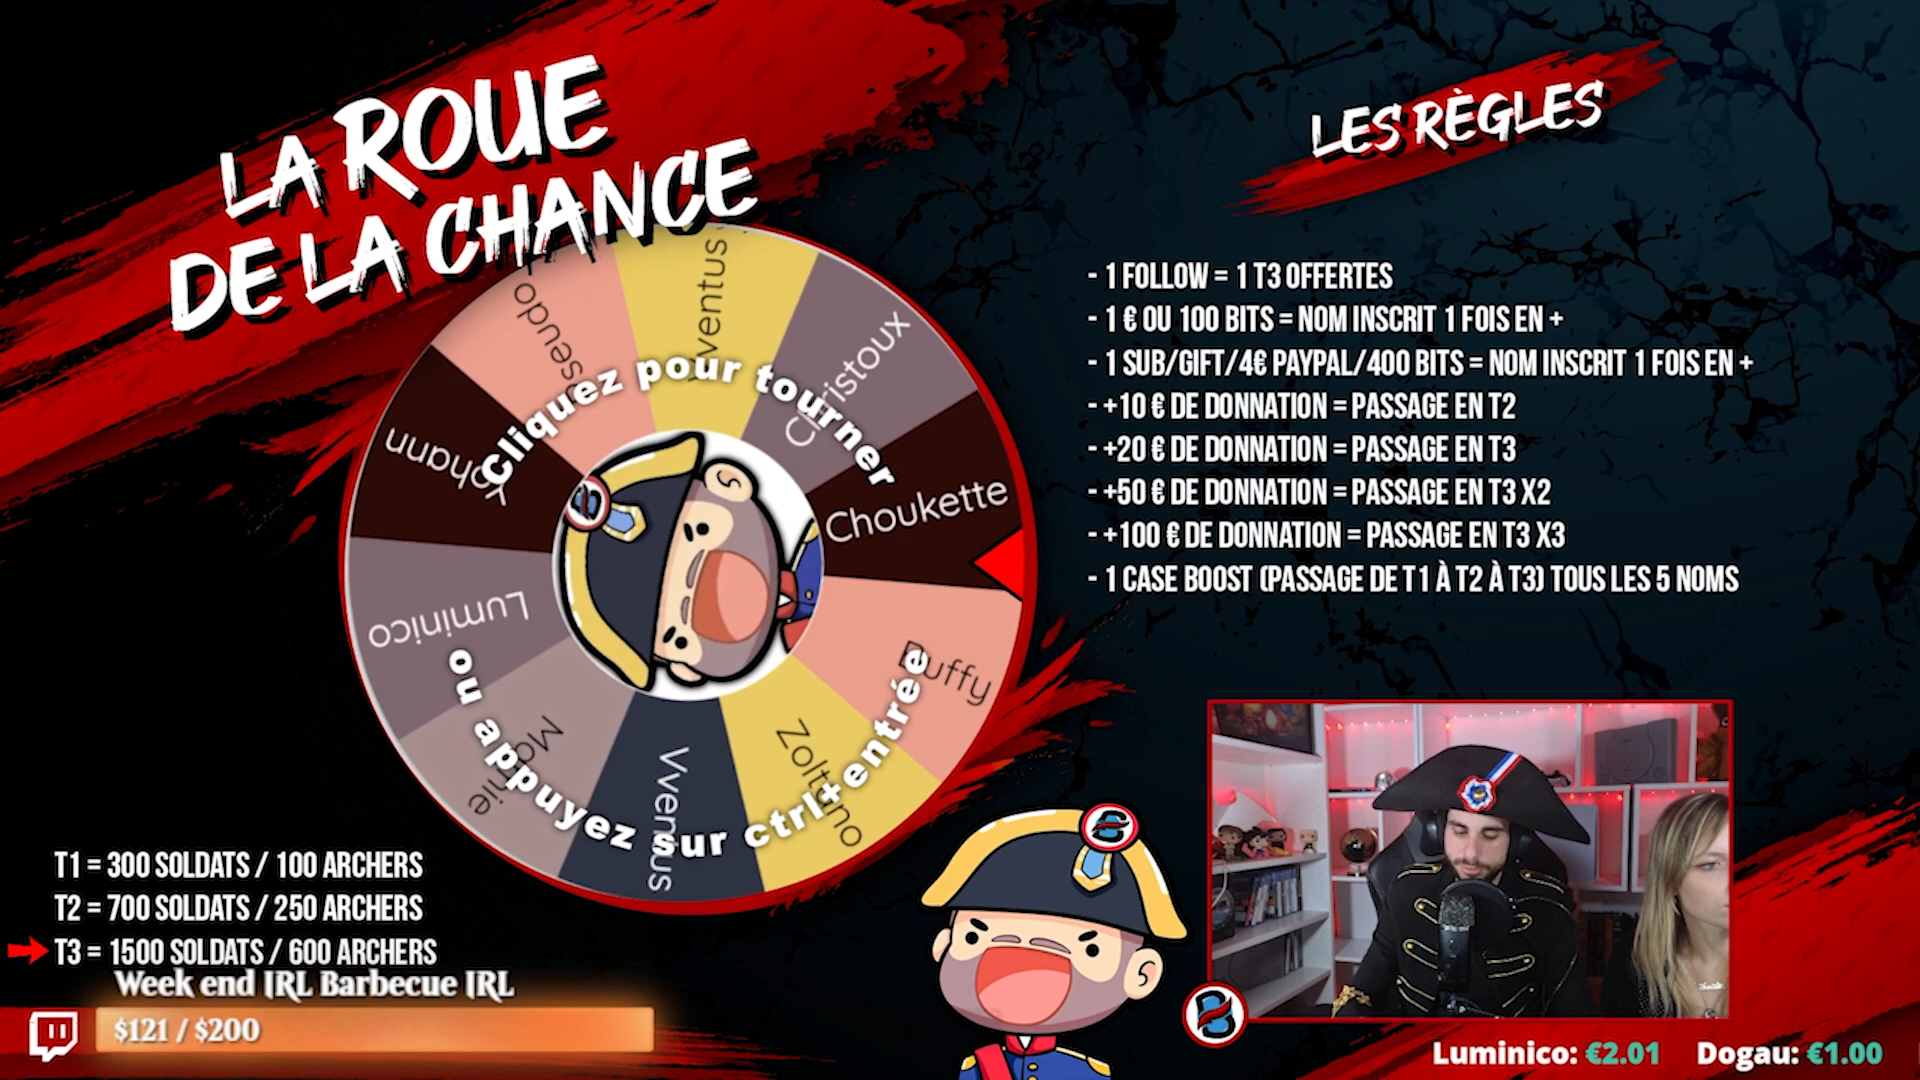 LA ROUE
DE LA CHANCE
LES RÈGLES
- 1 FOLLOW = 1 T3 OFFERTES
- 1 € OU 100 BITS = NOM INSCRIT 1 FOIS EN +
- 1 SUB/GIFT/4€ PAYPAL/400 BITS = NOM INSCRIT 1 FOIS EN +
- +10 € DE DONNATION = PASSAGE EN T2
- +20 € DE DONNATION = PASSAGE EN T3
- +50 € DE DONNATION = PASSAGE EN T3 X2
- +100 € DE DONNATION = PASSAGE EN T3 X3
- 1 CASE BOOST (PASSAGE DE T1 À T2 À T3) TOUS LES 5 NOMS
Cliquez pour tourner
ou appuyez sur ctrl+entrée
Christoux
Choukette
Zoltano
Vvensus
Luminico
Yohann
T1 = 300 SOLDATS / 100 ARCHERS
T2 = 700 SOLDATS / 250 ARCHERS
T3 = 1500 SOLDATS / 600 ARCHERS
Week end IRL Barbecue IRL
$121 / $200
Luminico: €2.01 Dogau: €1.00